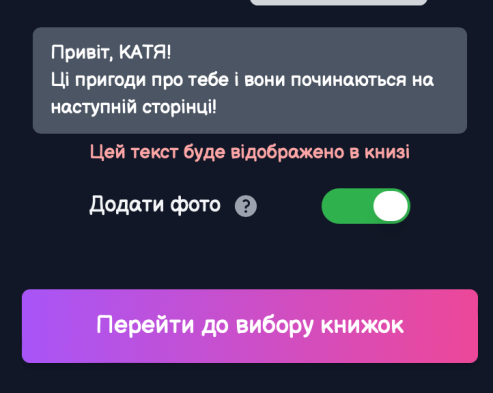 Привіт, КАТЯ!
Ці пригоди про тебе і вони починаються на
наступній сторінці!
Цей текст буде відображено в книзі
Додати фото ?
Перейти до вибору книжок